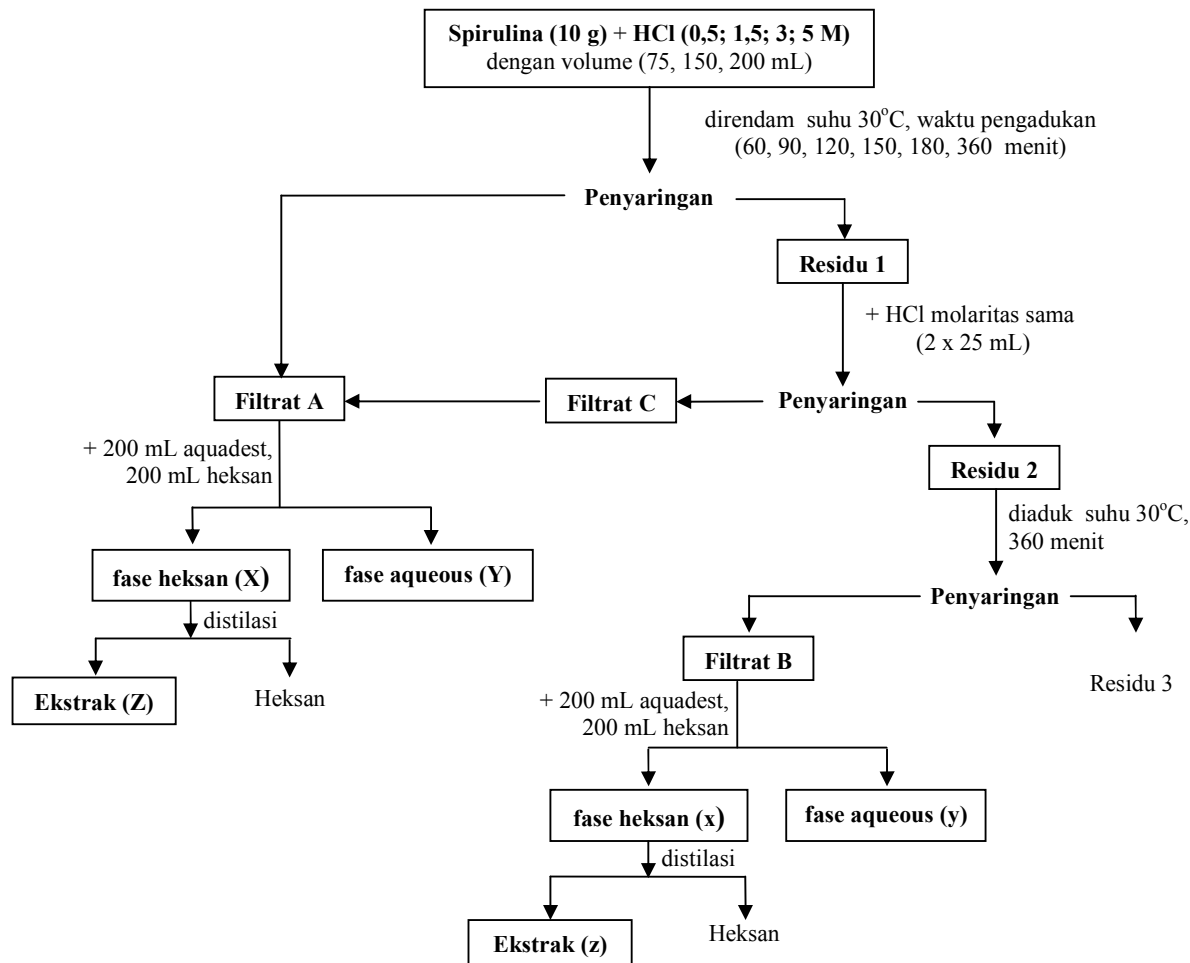 Spirulina (10 g) + HCl (0,5; 1,5; 3; 5 M)
dengan volume (75, 150, 200 mL)
direndam suhu 30°C, waktu pengadukan
(60, 90, 120, 150, 180, 360 menit)
Penyaringan
Residu 1
+ HCl molaritas sama
(2 x 25 mL)
Filtrat A
Filtrat C
Penyaringan
+ 200 mL aquadest,
200 mL heksan
Residu 2
diaduk suhu 30°C,
360 menit
fase heksan (X)
fase aqueous (Y)
Penyaringan
distilasi
Filtrat B
Ekstrak (Z)
Heksan
Residu 3
+ 200 mL aquadest,
200 mL heksan
fase heksan (x)
fase aqueous (y)
distilasi
Ekstrak (z)
Heksan